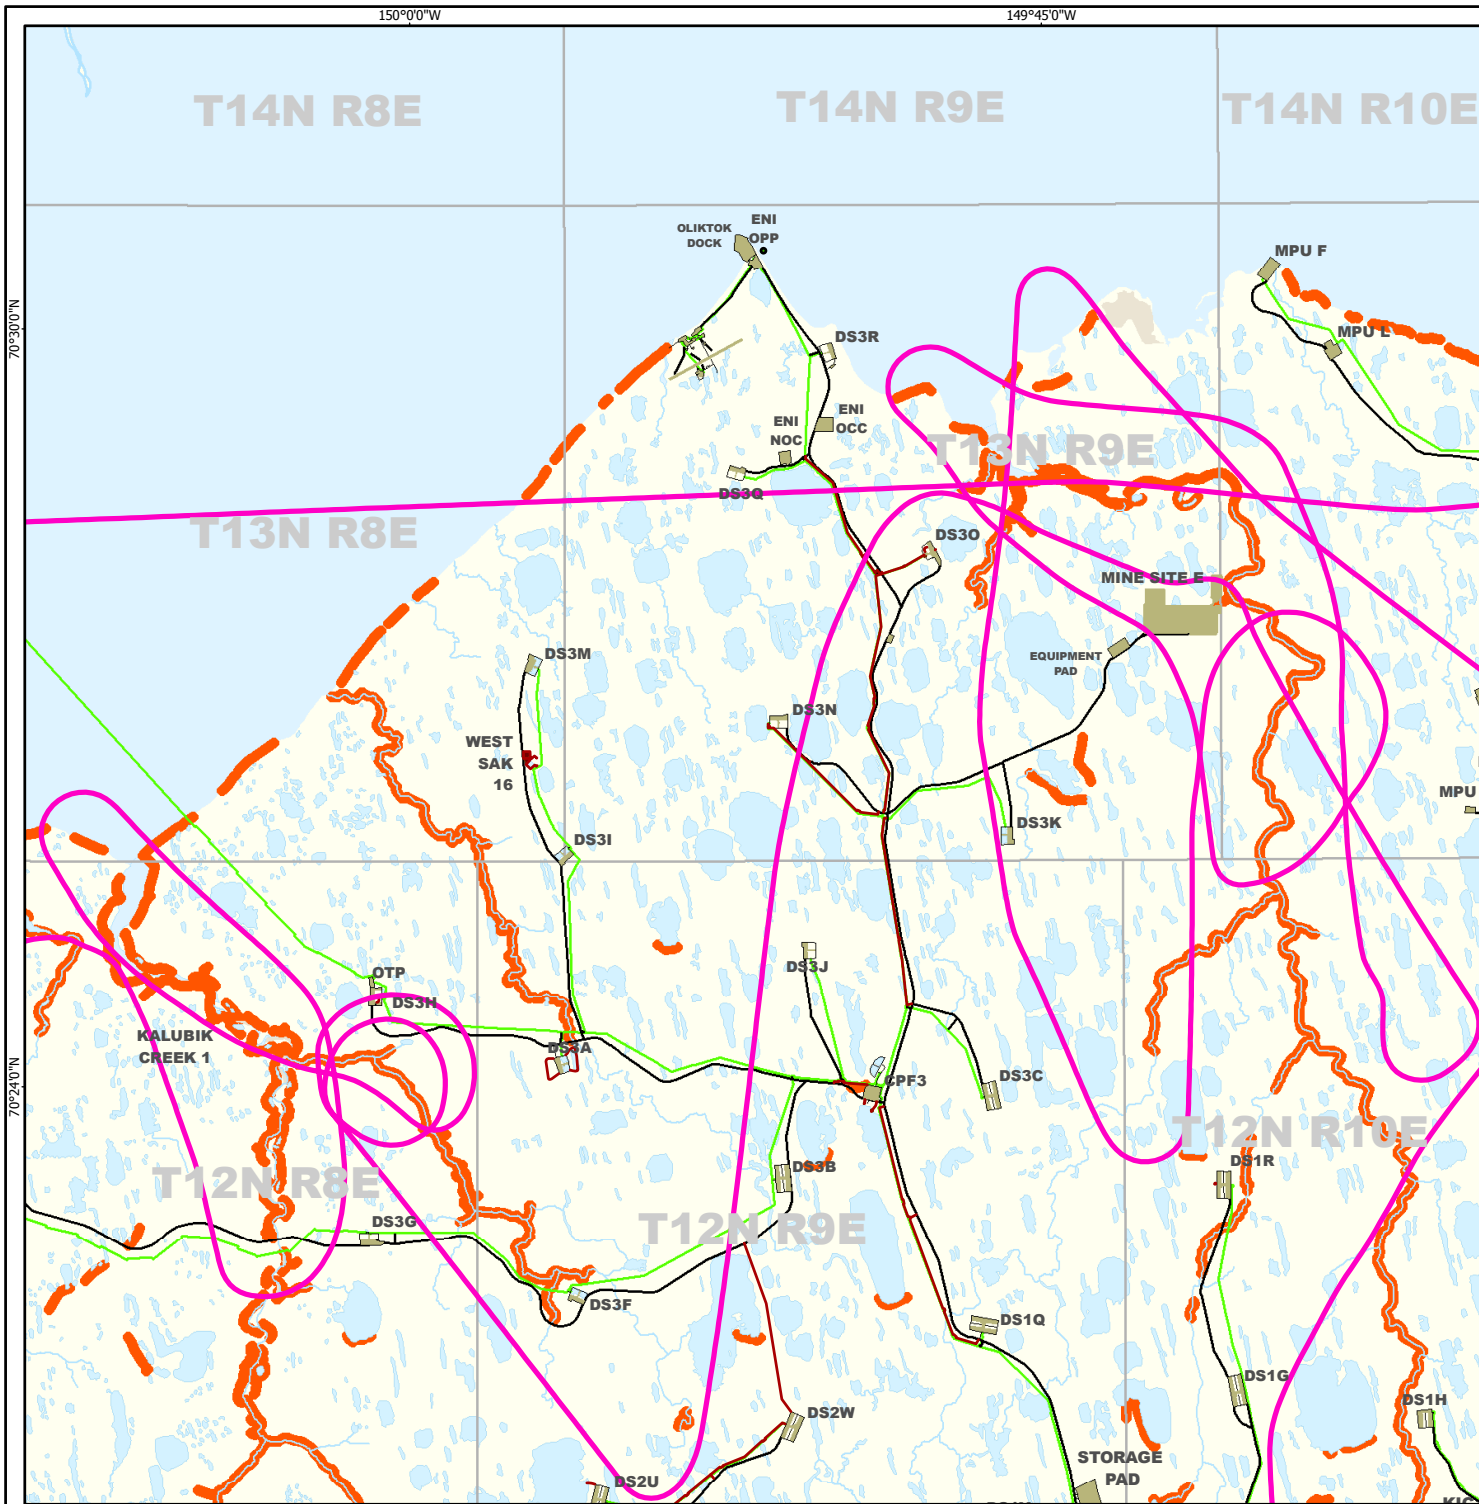 150°0'0"W
149°45'0"W
T14N R8E
T14N R9E
T14N R10E
ENI
OPP
OLIKTOK
DOCK
MPU F
70°30'0"N
MPU L
DS3R
ENI
OCC
ENI
NOC
T13N R9E
DS3Q
T13N R8E
DS3O
MINE SITE E
DS3M
EQUIPMENT
PAD
DS3N
WEST
SAK
16
MPU
DS3K
DS3I
DS3J
OTP
DS3H
KALUBIK
CREEK 1
DS3A
70°24'0"N
CPF3
DS3C
T12N R10E
DS1R
DS3B
T12N R8E
DS3G
T12N R9E
DS3F
DS1Q
DS1G
DS1H
DS2W
STORAGE
PAD
DS2U